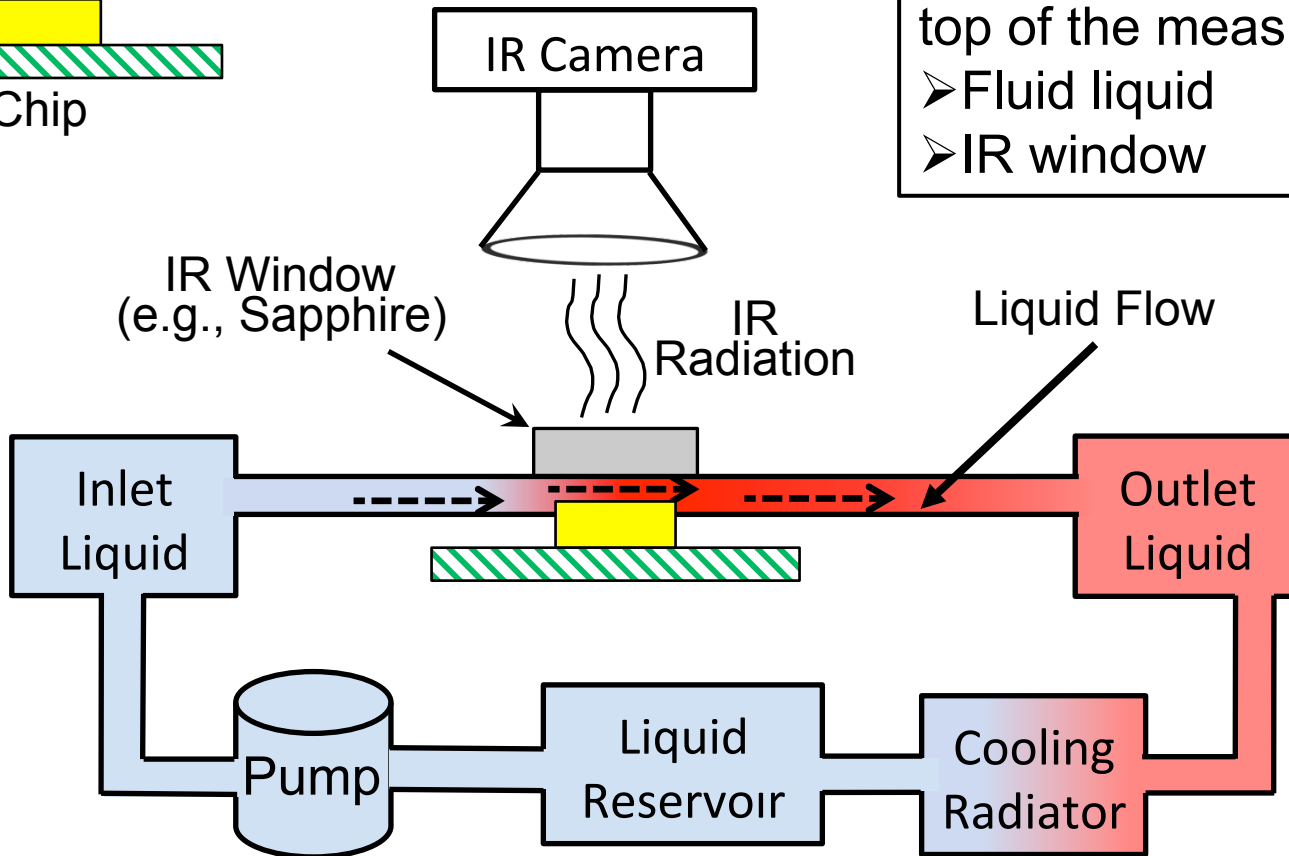 top of the meas
➢Fluid liquid
➢IR window
Chip
IR Camera
IR Window
(e.g., Sapphire)
IR
Radiation
Liquid Flow
Inlet
Liquid
Outlet
Liquid
Pump
Liquid
Reservoir
Cooling
Radiator